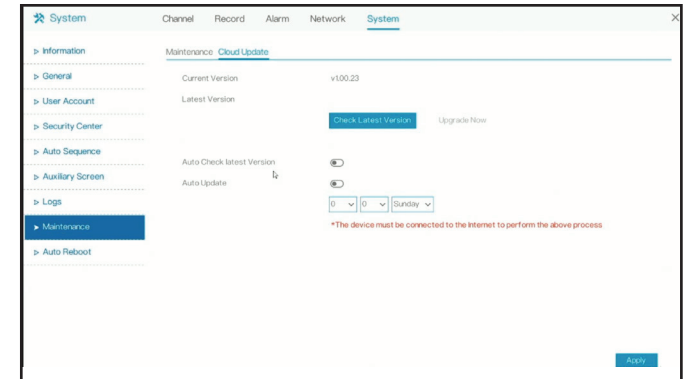 System
Channel Record Alarm Network System
Information
General
User Account
Security Center
Auto Sequence
Auxiliary Screen
Logs
Maintenance
Auto Reboot
Maintenance Cloud Update
Current Version v1.00.23
Latest Version
Check Latest Version Upgrade Now
Auto Check latest Version
Auto Update
0 0 Sunday
*The device must be connected to the Internet to perform the above process
Apply